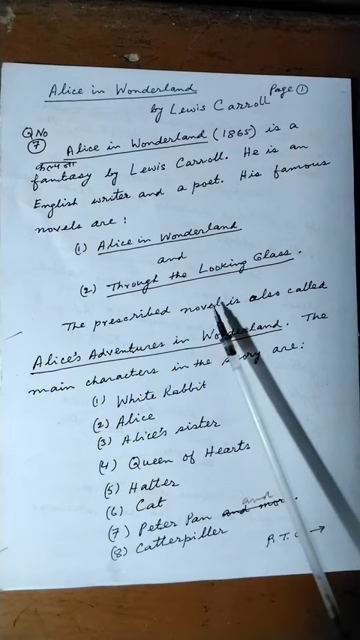 Alice in Wonderland Page ①
by Lewis Carroll
Q No
⑦ Alice in Wonderland (1865) is a
कल्पना
fantasy by Lewis Carroll. He is an
English writer and a poet. His famous
novels are :
(1) Alice in Wonderland
and
(2) Through the Looking Glass.
The prescribed novel is also called
Alice's Adventures in Wonderland. The
main characters in the story are:
(1) White Rabbit
(2) Alice
(3) Alice's sister
(4) Queen of Hearts
(5) Hatter
(6) Cat
(7) Peter Pan and
(8) Catterpiller
P. T. O →